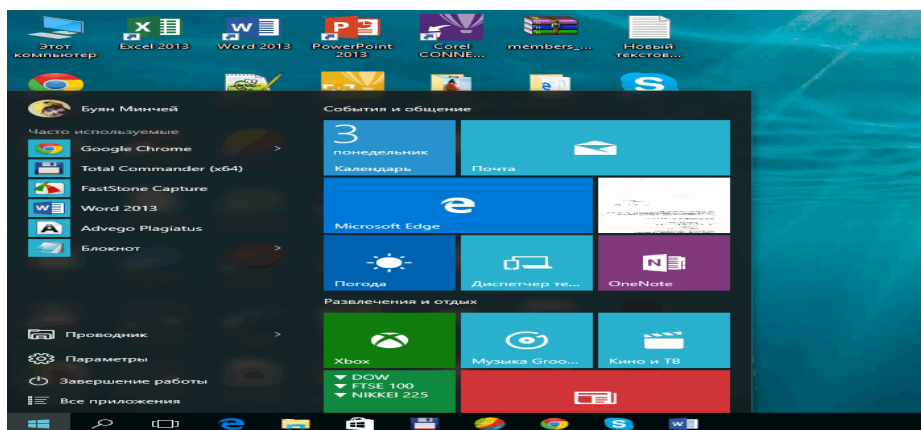 Этот компьютер
Excel 2013
Word 2013
PowerPoint 2013
Corel CONNE...
members_...
Новый текстов...
Буян Минчей
Часто используемые
Google Chrome
Total Commander (x64)
FastStone Capture
Word 2013
Advego Plagiatus
Блокнот
Проводник
Параметры
Завершение работы
Все приложения
События и общение
3
понедельник
Календарь
Почта
Microsoft Edge
Погода
Диспетчер те...
OneNote
Развлечения и отдых
Xbox
Музыка Groo...
Кино и ТВ
DOW
FTSE 100
NIKKEI 225